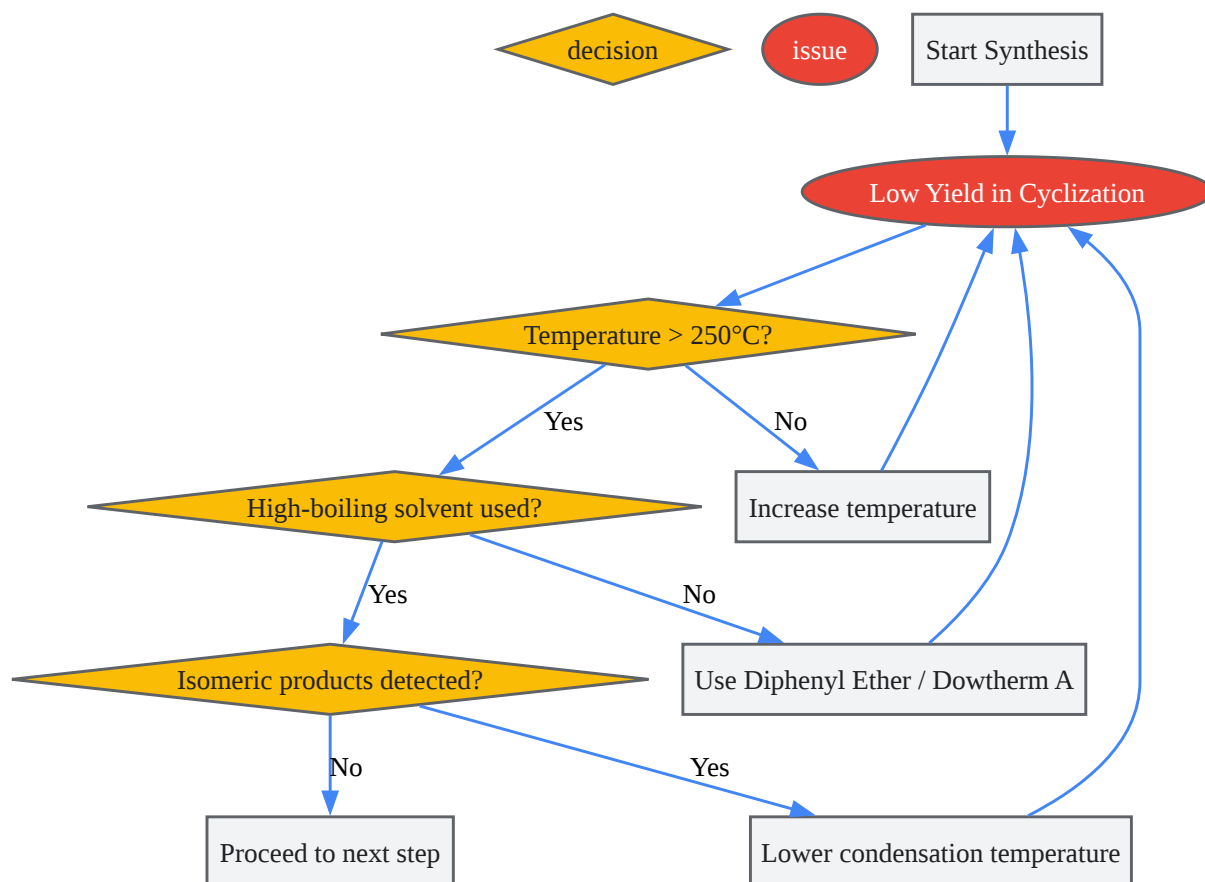 decision
issue
Start Synthesis
Low Yield in Cyclization
Temperature > 250°C?
Yes
No
High-boiling solvent used?
Increase temperature
Yes
No
Isomeric products detected?
Use Diphenyl Ether / Dowtherm A
No
Yes
Proceed to next step
Lower condensation temperature